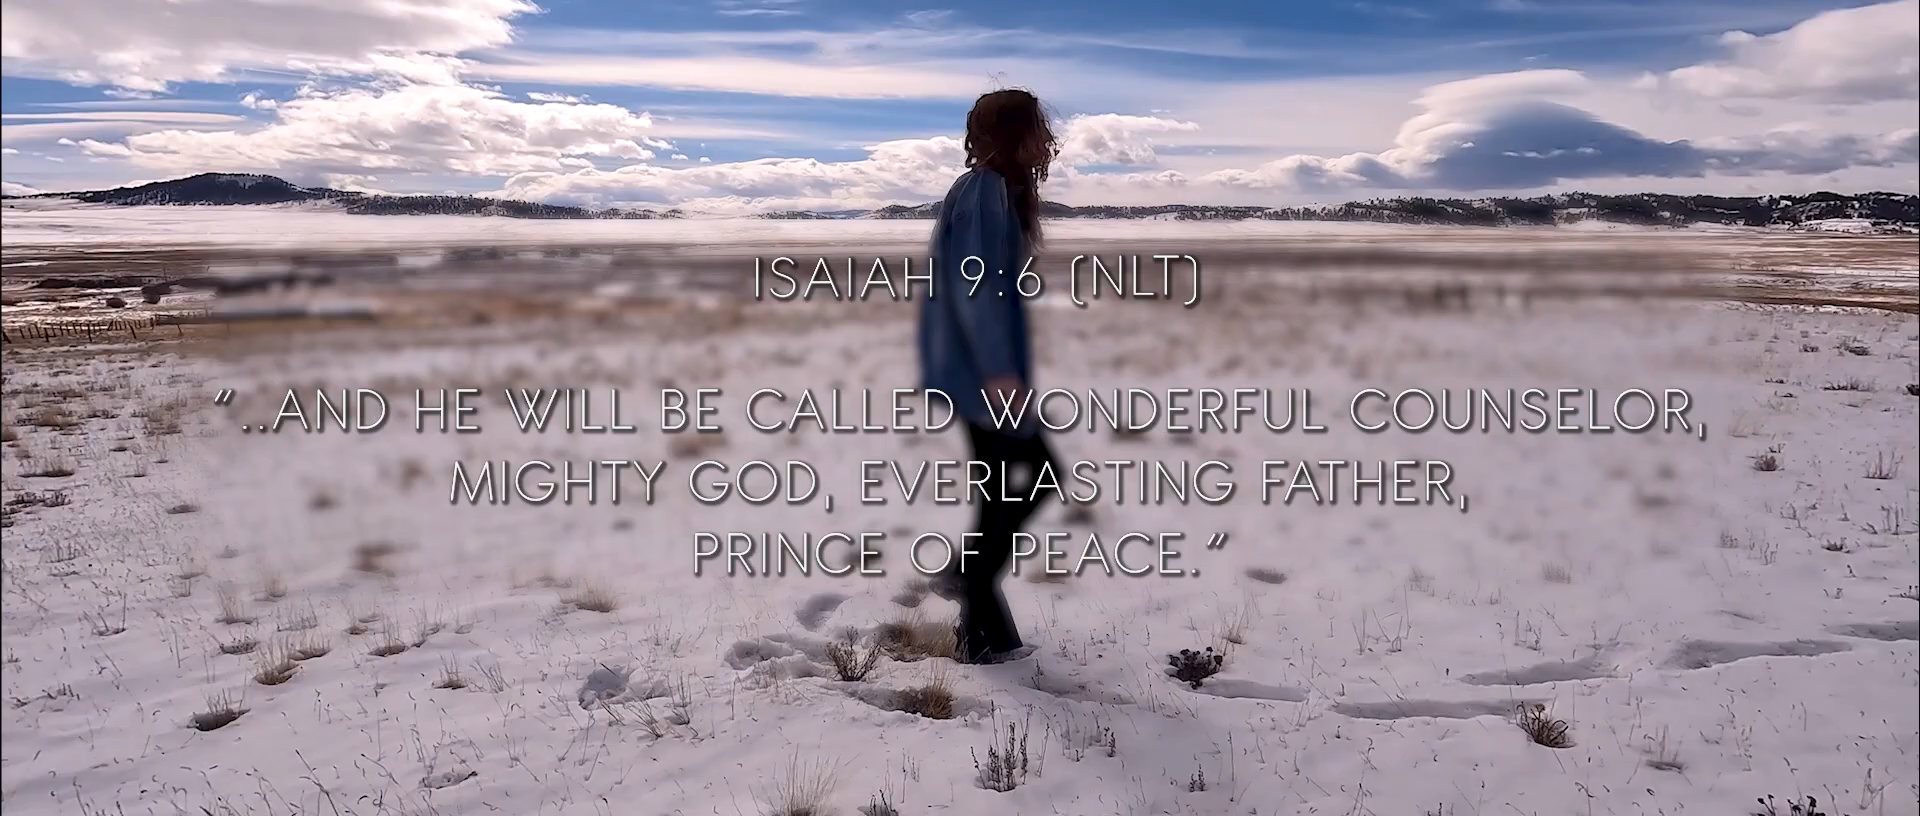 ISAIAH 9:6 (NLT)
"..AND HE WILL BE CALLED WONDERFUL COUNSELOR,
MIGHTY GOD, EVERLASTING FATHER,
PRINCE OF PEACE."